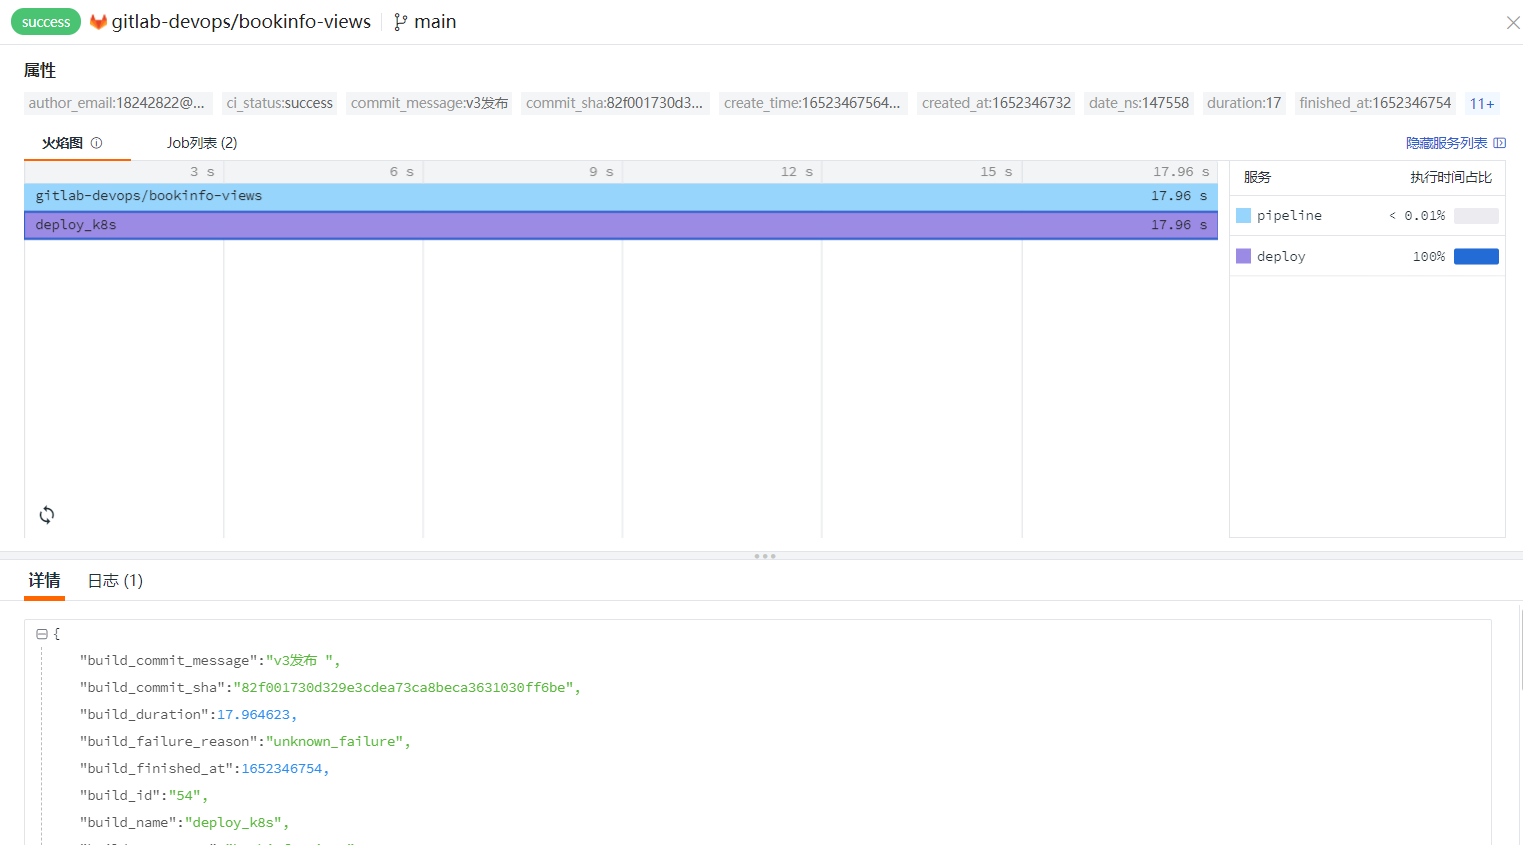 success gitlab-devops/bookinfo-views main
属性
author_email:18242822@... ci_status:success commit_message:v3发布 commit_sha:82f001730d3... create_time:16523467564... created_at:1652346732 date_ns:147558 duration:17 finished_at:1652346754 11+
火焰图 Job列表 (2) 隐藏服务列表
3 s 6 s 9 s 12 s 15 s 17.96 s
gitlab-devops/bookinfo-views 17.96 s
deploy_k8s 17.96 s
服务 执行时间占比
pipeline < 0.01%
deploy 100%
详情 日志 (1)
{
"build_commit_message":"v3发布 ",
"build_commit_sha":"82f001730d329e3cdea73ca8beca3631030ff6be",
"build_duration":17.964623,
"build_failure_reason":"unknown_failure",
"build_finished_at":1652346754,
"build_id":"54",
"build_name":"deploy_k8s",